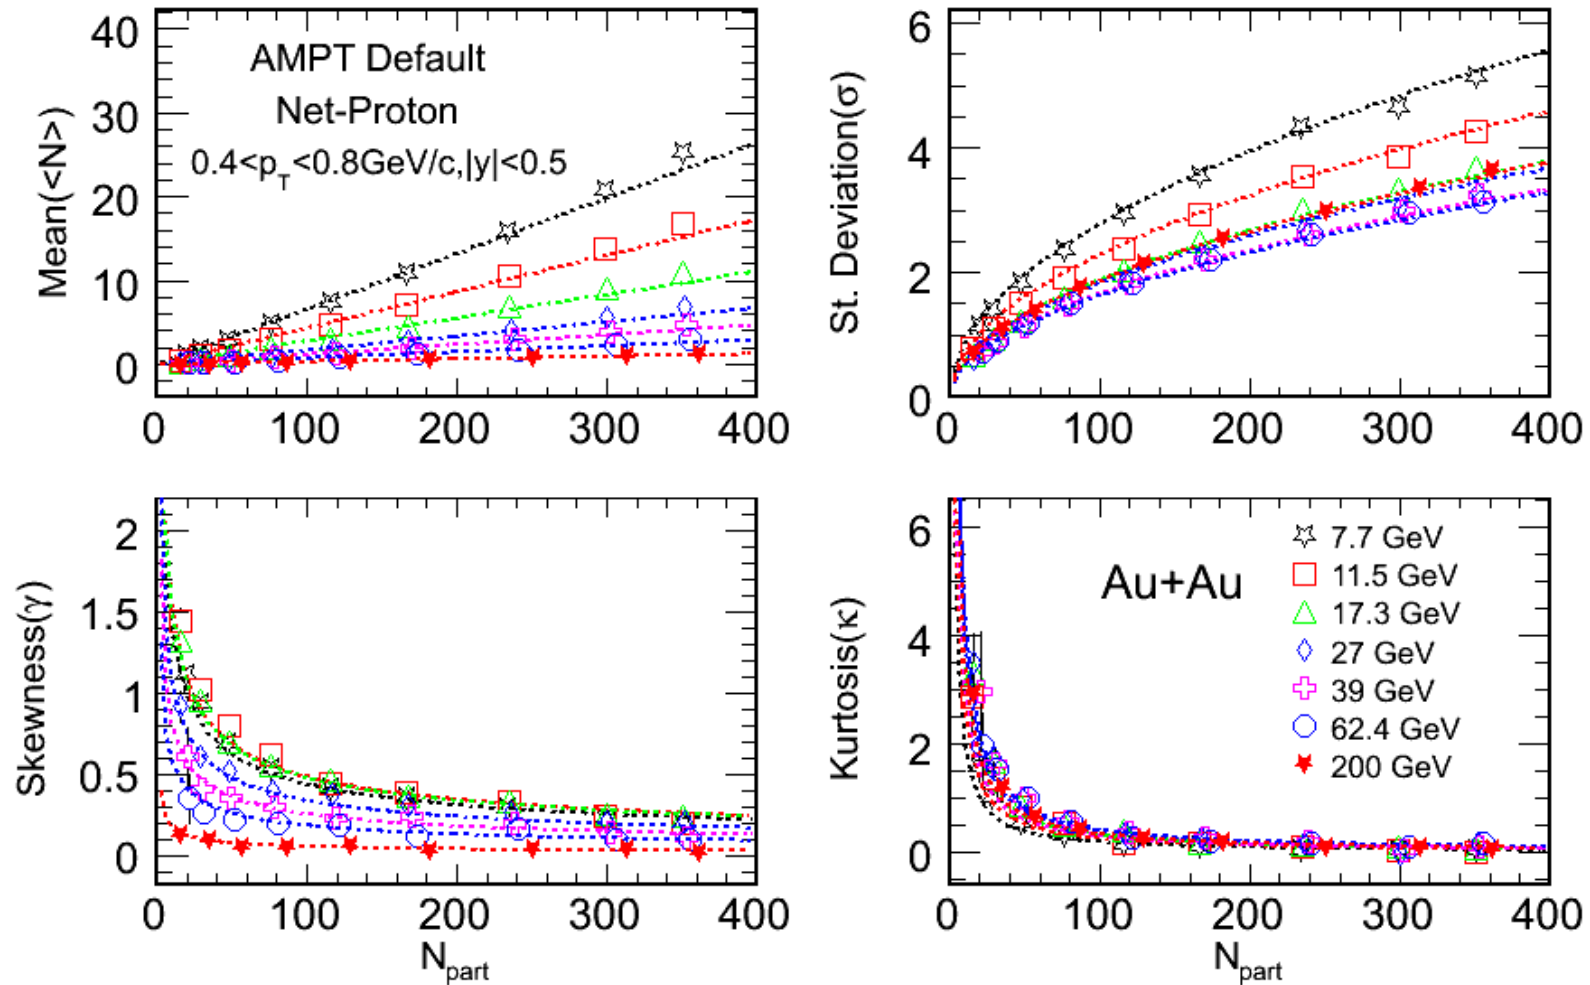 40
30
20
10
0
Mean(<N>)
AMPT Default
Net-Proton
0.4<p_T<0.8GeV/c,|y|<0.5
0 100 200 300 400
6
4
2
0
St. Deviation(σ)
0 100 200 300 400
2
1.5
1
0.5
0
Skewness(γ)
0 100 200 300 400
N_part
6
4
2
0
Kurtosis(κ)
Au+Au
7.7 GeV
11.5 GeV
17.3 GeV
27 GeV
39 GeV
62.4 GeV
200 GeV
0 100 200 300 400
N_part